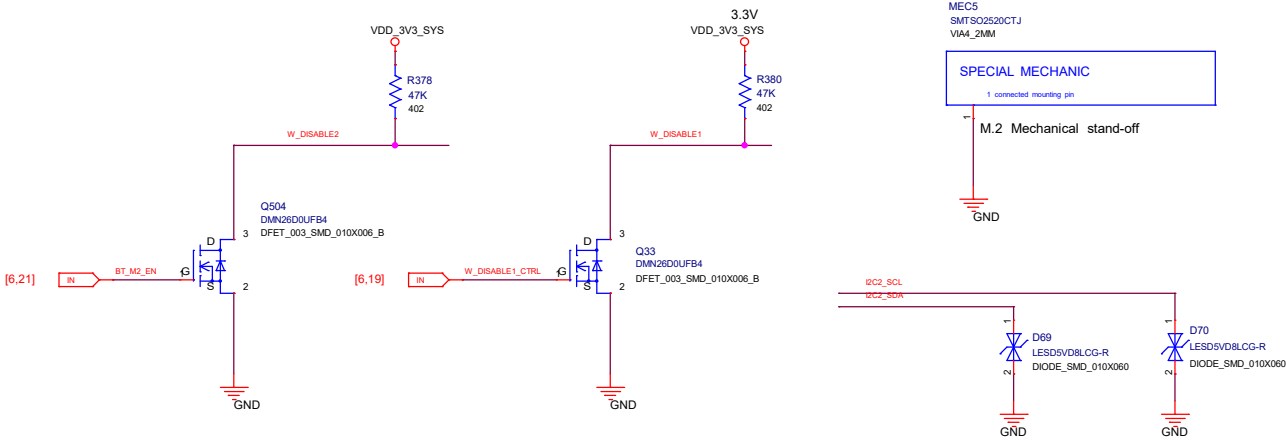 VDD_3V3_SYS
R378
47K
402
W_DISABLE2
Q504
DMN26D0UFB4
DFET_003_SMD_010X006_B
D
3
G
1
S
2
[6,21]
IN
BT_M2_EN
GND
3.3V
VDD_3V3_SYS
R380
47K
402
W_DISABLE1
Q33
DMN26D0UFB4
DFET_003_SMD_010X006_B
D
3
G
1
S
2
[6,19]
IN
W_DISABLE1_CTRL
GND
MEC5
SMTSO2520CTJ
VIA4_2MM
SPECIAL MECHANIC
1 connected mounting pin
1
M.2 Mechanical stand-off
GND
I2C2_SCL
I2C2_SDA
1
D69
LESD5VD8LCG-R
DIODE_SMD_010X060
2
GND
1
D70
LESD5VD8LCG-R
DIODE_SMD_010X060
2
GND